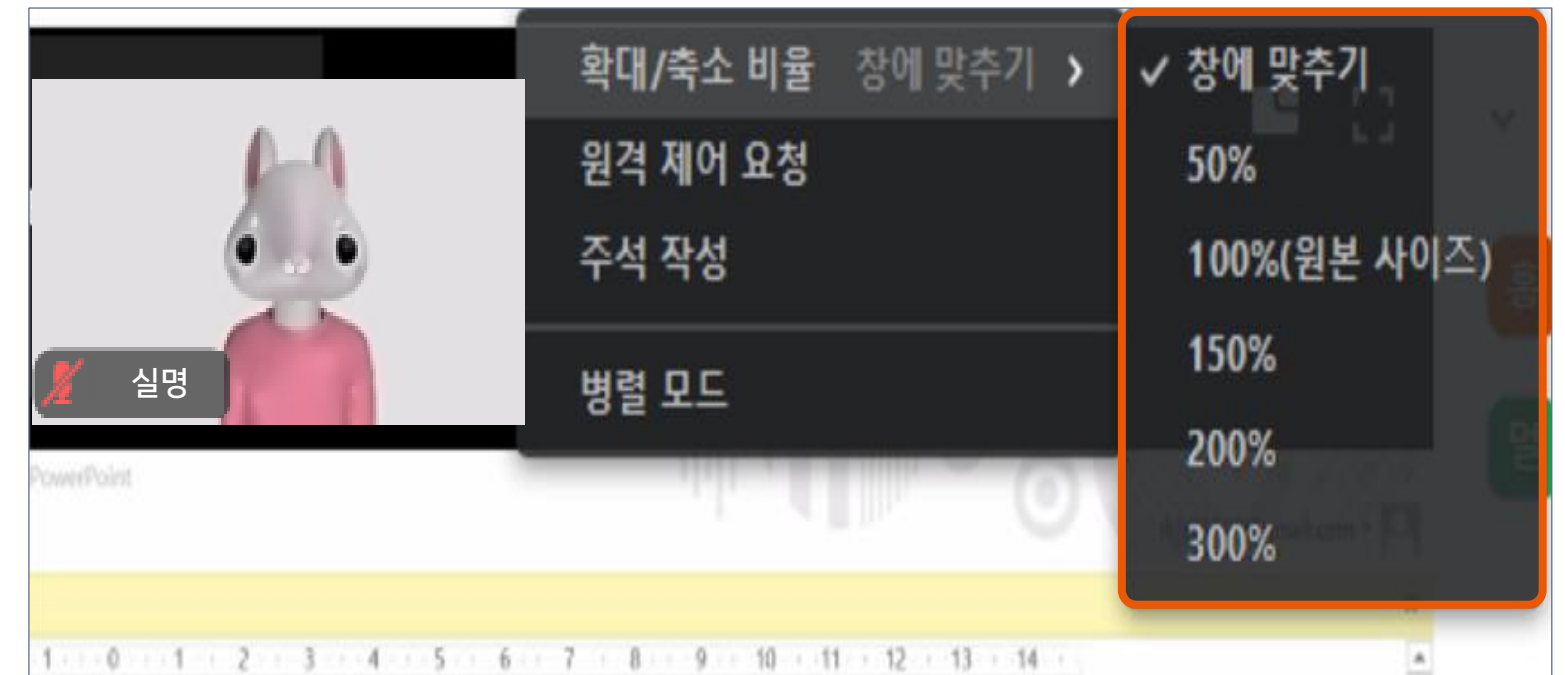 확대/축소 비율 창에 맞추기 >
원격 제어 요청
주석 작성
병렬 모드
✓ 창에 맞추기
50%
100%(원본 사이즈)
150%
200%
300%
실명
PowerPoint
1 0 1 2 3 4 5 6 7 8 9 10 11 12 13 14